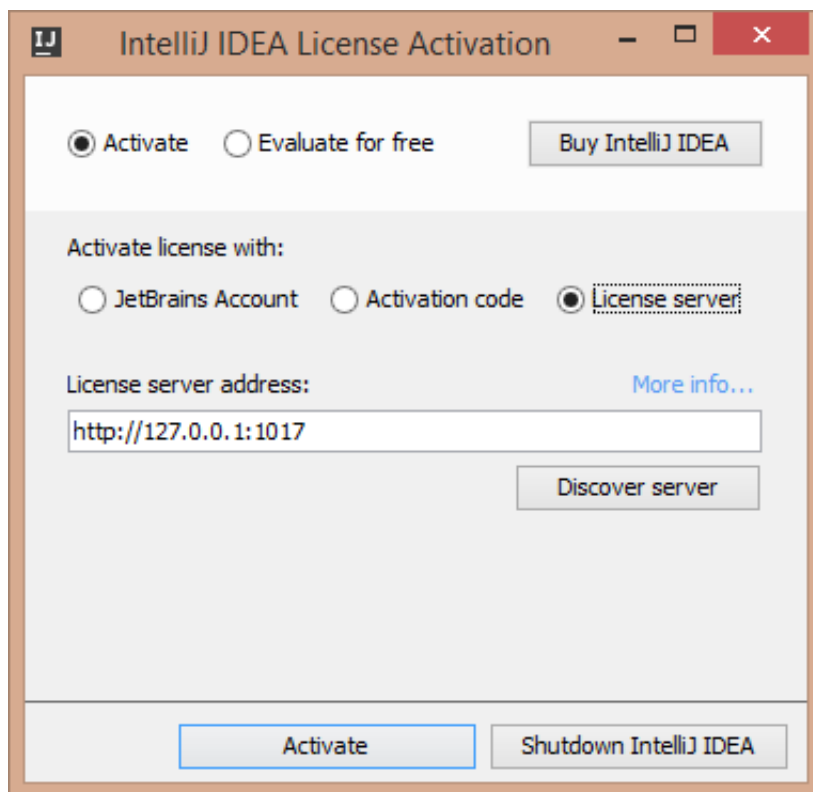 IJ IntelliJ IDEA License Activation
Activate Evaluate for free Buy IntelliJ IDEA
Activate license with:
JetBrains Account Activation code License server
License server address: More info...
http://127.0.0.1:1017
Discover server
Activate Shutdown IntelliJ IDEA